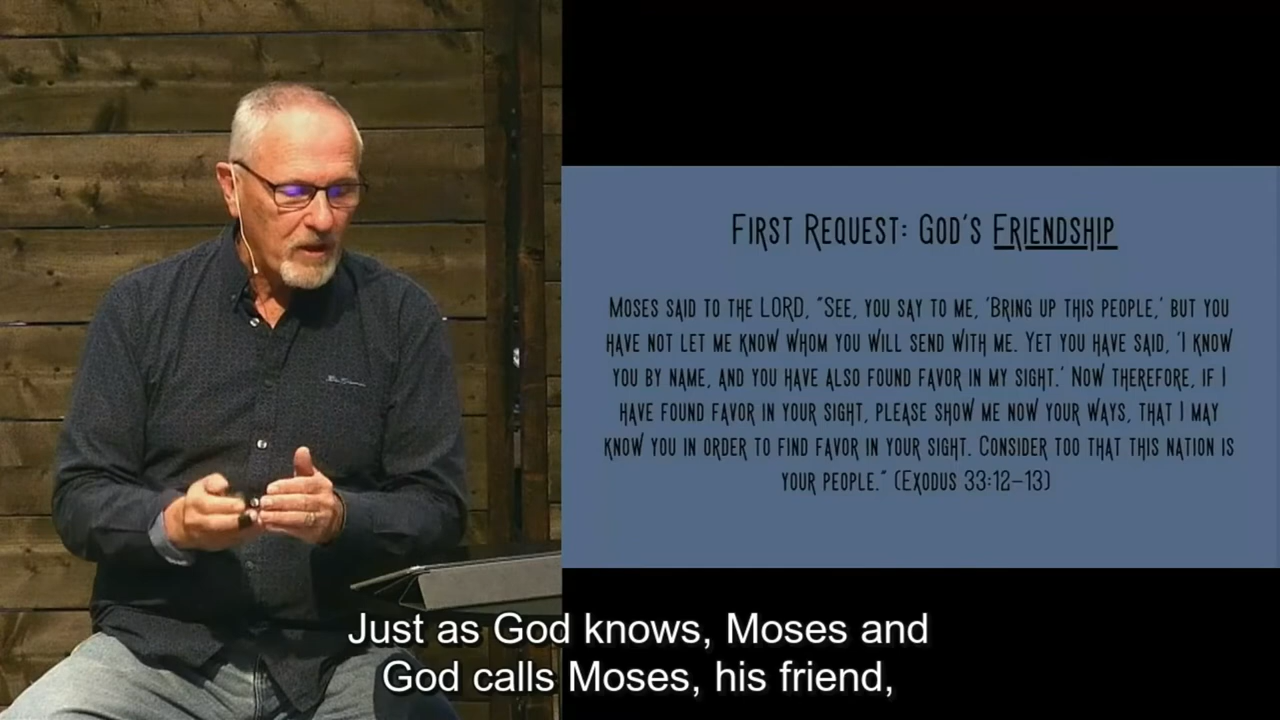 First Request: God's Friendship
Moses said to the LORD, "See, you say to me, 'Bring up this people,' but you
have not let me know whom you will send with me. Yet you have said, 'I know
you by name, and you have also found favor in my sight.' Now therefore, if I
have found favor in your sight, please show me now your ways, that I may
know you in order to find favor in your sight. Consider too that this nation is
your people." (Exodus 33:12–13)
Just as God knows, Moses and
God calls Moses, his friend,